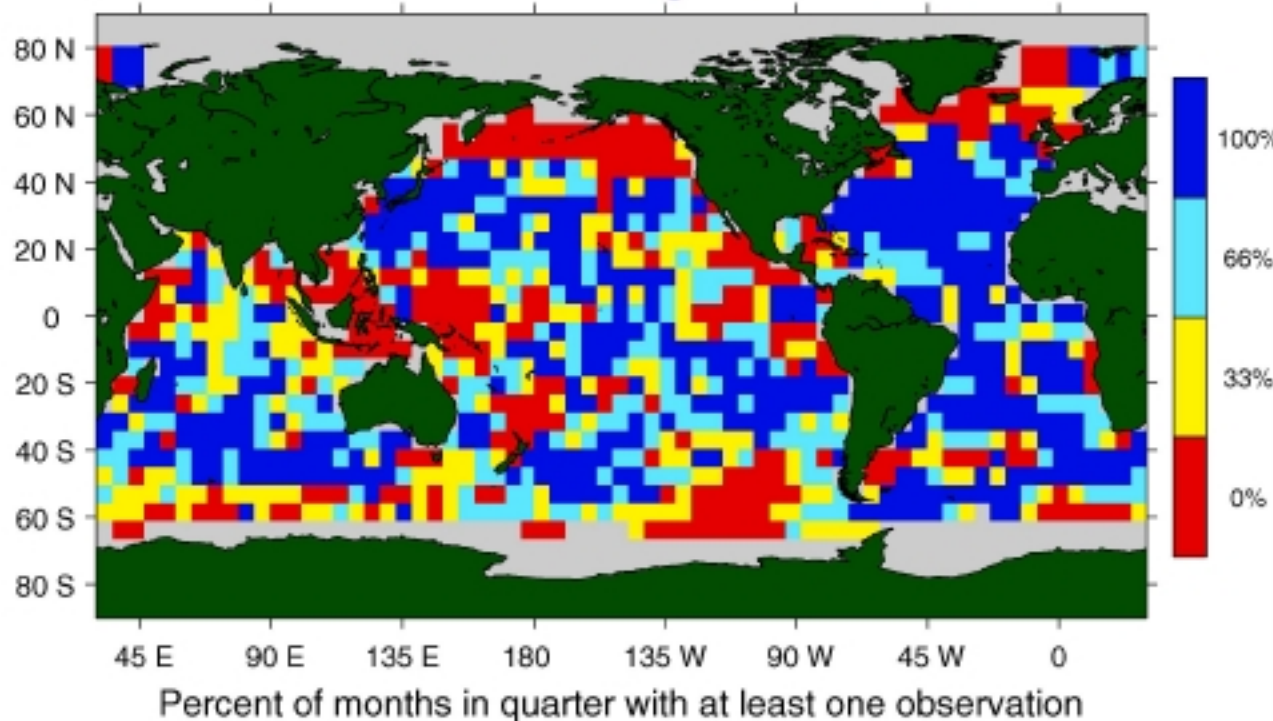 80 N
60 N
40 N
20 N
0
20 S
40 S
60 S
80 S
100%
66%
33%
0%
45 E 90 E 135 E 180 135 W 90 W 45 W 0
Percent of months in quarter with at least one observation